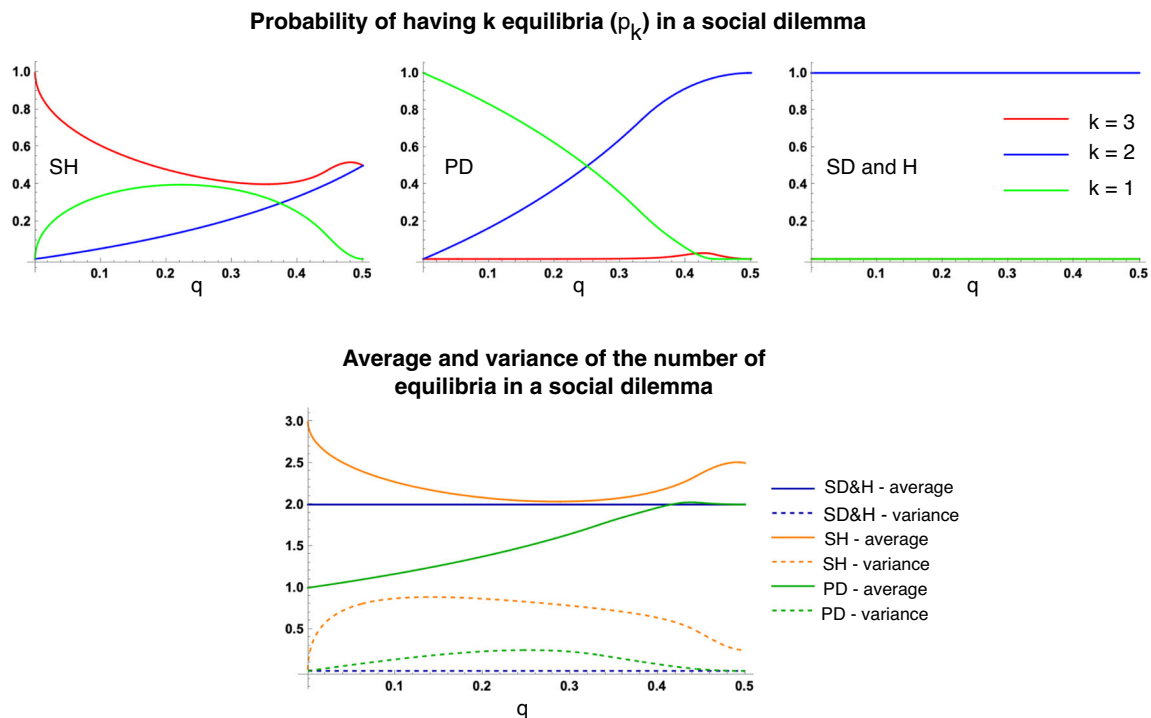 Probability of having k equilibria (p_k) in a social dilemma
1.0
0.8
0.6
0.4
0.2
SH
0.1 0.2 0.3 0.4 0.5
q
1.0
0.8
0.6
0.4
0.2
PD
0.1 0.2 0.3 0.4 0.5
q
1.0
0.8
0.6
0.4
0.2
SD and H
k = 3
k = 2
k = 1
0.1 0.2 0.3 0.4 0.5
q
Average and variance of the number of
equilibria in a social dilemma
3.0
2.5
2.0
1.5
1.0
0.5
0.1 0.2 0.3 0.4 0.5
q
SD&H - average
SD&H - variance
SH - average
SH - variance
PD - average
PD - variance